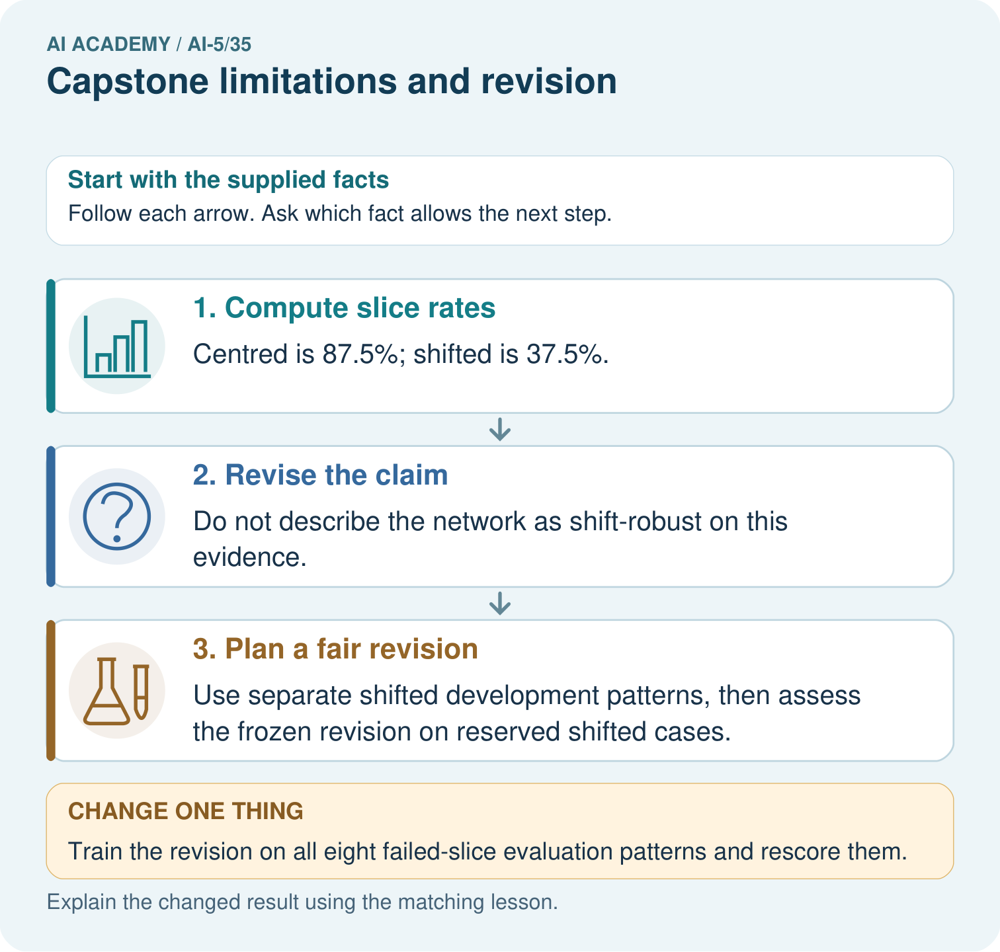 AI ACADEMY / AI-5/35
Capstone limitations and revision
Start with the supplied facts
Follow each arrow. Ask which fact allows the next step.
1. Compute slice rates
Centred is 87.5%; shifted is 37.5%.
2. Revise the claim
Do not describe the network as shift-robust on this
evidence.
3. Plan a fair revision
Use separate shifted development patterns, then assess
the frozen revision on reserved shifted cases.
CHANGE ONE THING
Train the revision on all eight failed-slice evaluation patterns and rescore them.
Explain the changed result using the matching lesson.